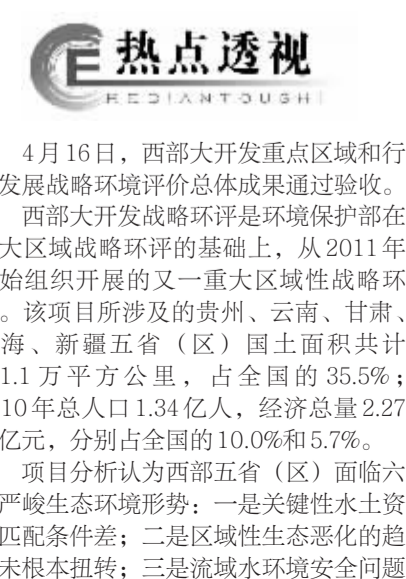 热点透视
REDIANTOUSHI
4月16日，西部大开发重点区域和行
发展战略环境评价总体成果通过验收。
西部大开发战略环评是环境保护部在
大区域战略环评的基础上，从2011年
始组织开展的又一重大区域性战略环
。该项目所涉及的贵州、云南、甘肃、
海、新疆五省（区）国土面积共计
1.1万平方公里，占全国的35.5%；
10年总人口1.34亿人，经济总量2.27
亿元，分别占全国的10.0%和5.7%。
项目分析认为西部五省（区）面临六
严峻生态环境形势：一是关键性水土资
匹配条件差；二是区域性生态恶化的趋
未根本扭转；三是流域水环境安全问题